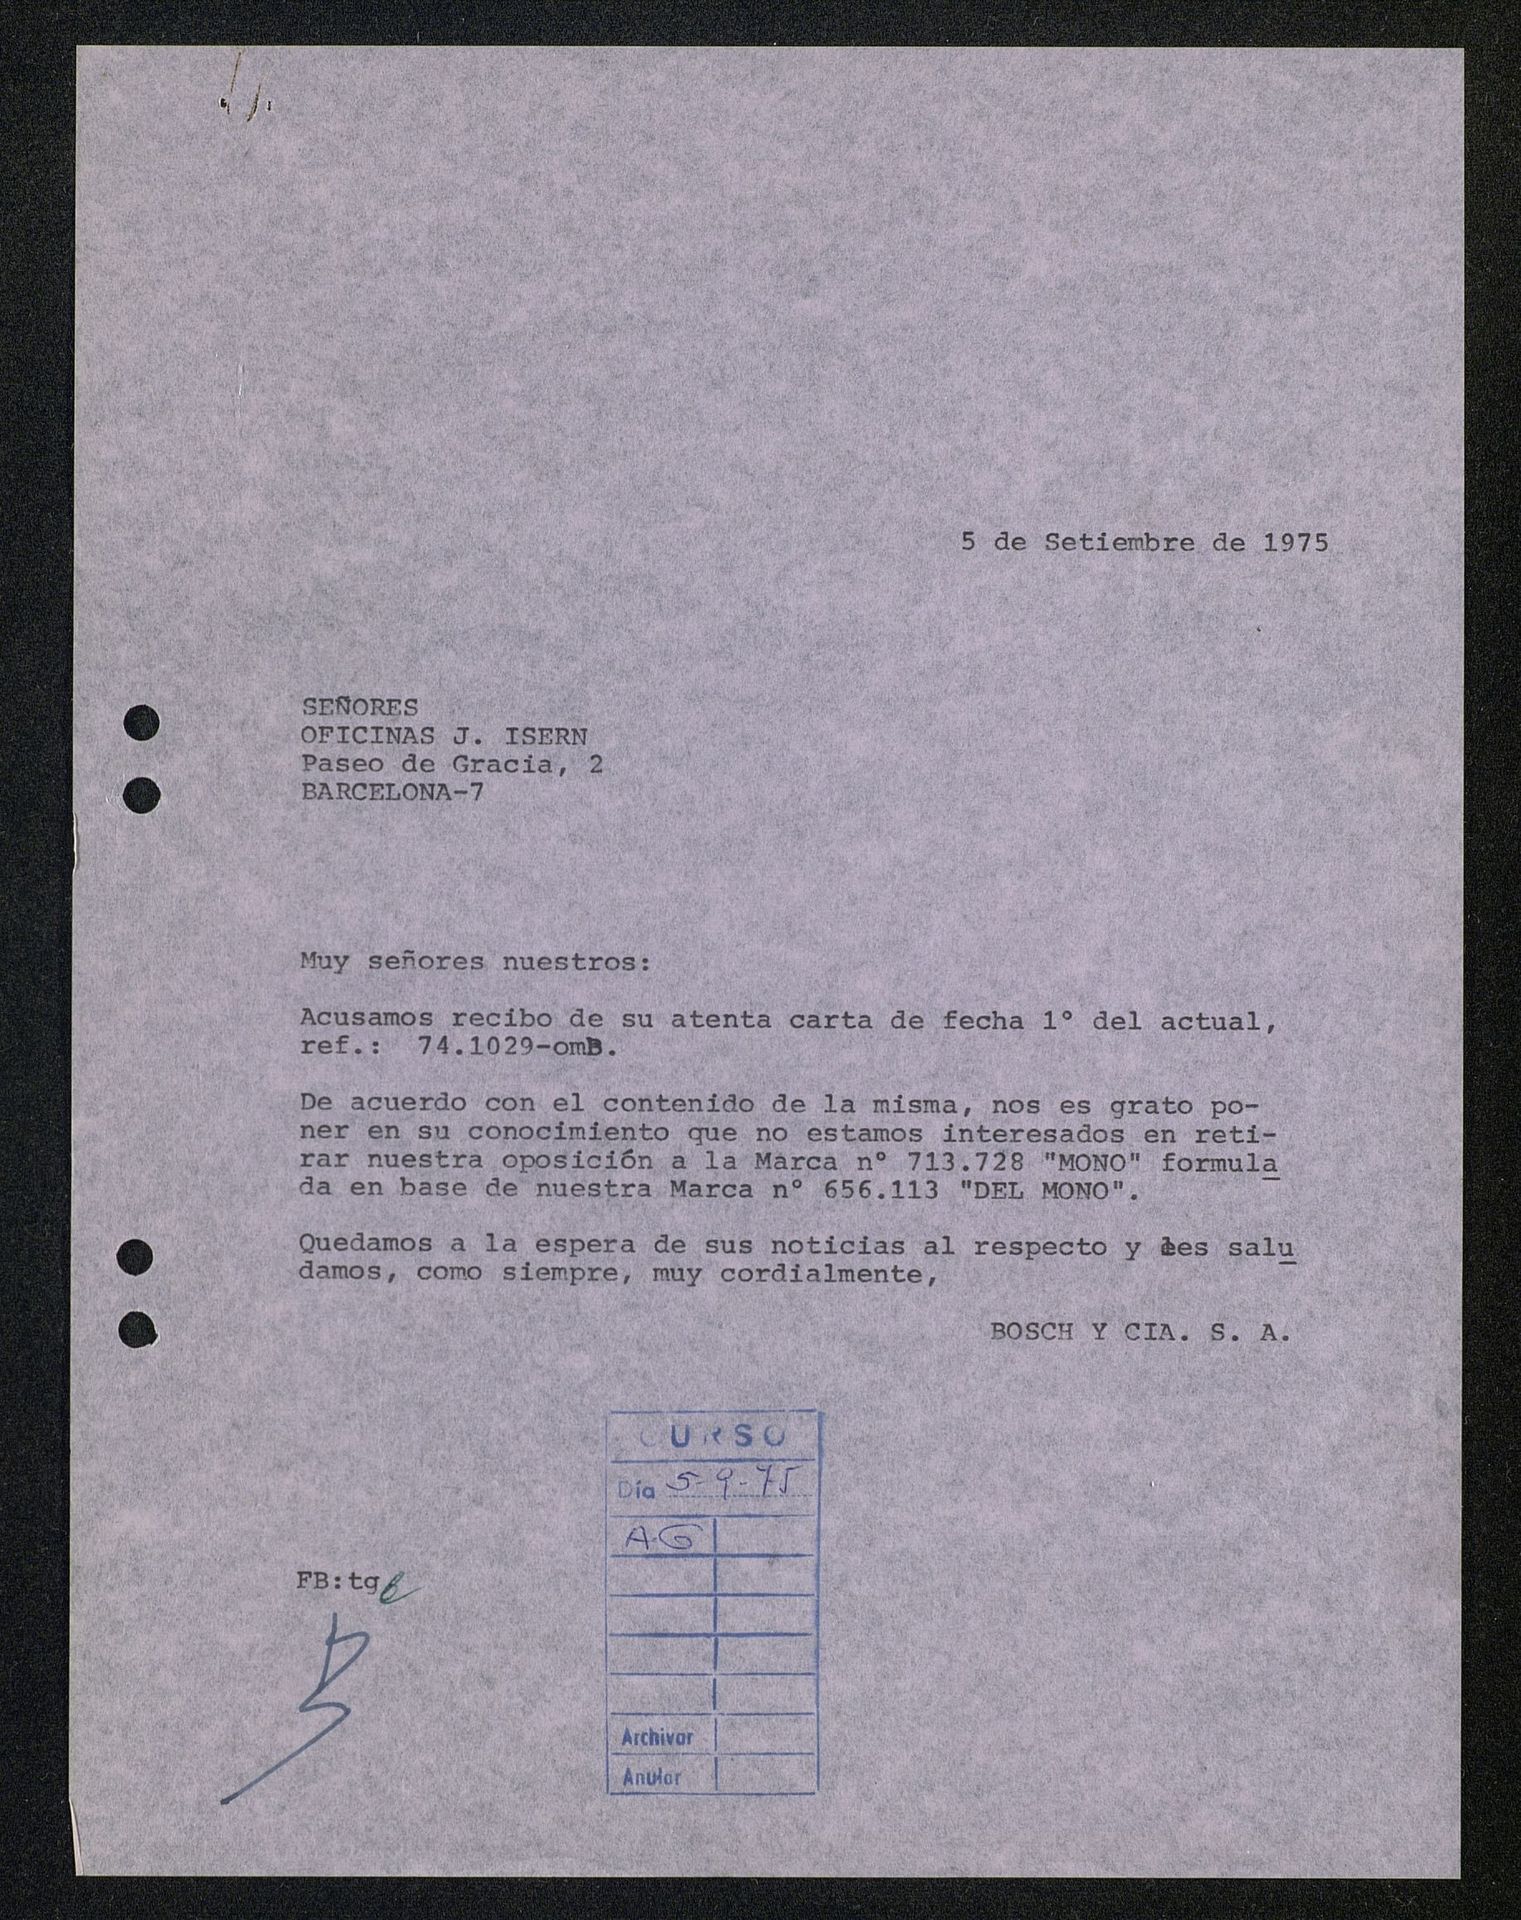 5 de Setiembre de 1975
SEÑORES
OFICINAS J. ISERN
Paseo de Gracia, 2
BARCELONA-7
Muy señores nuestros:
Acusamos recibo de su atenta carta de fecha 1º del actual,
ref.: 74.1029-omB.
De acuerdo con el contenido de la misma, nos es grato po-
ner en su conocimiento que no estamos interesados en reti-
rar nuestra oposición a la Marca nº 713.728 "MONO" formula
da en base de nuestra Marca nº 656.113 "DEL MONO".
Quedamos a la espera de sus noticias al respecto y les salu
damos, como siempre, muy cordialmente,
BOSCH Y CIA. S. A.
CURSO
Día 5-9-75
A.G
FB:tg
Archivar
Anular